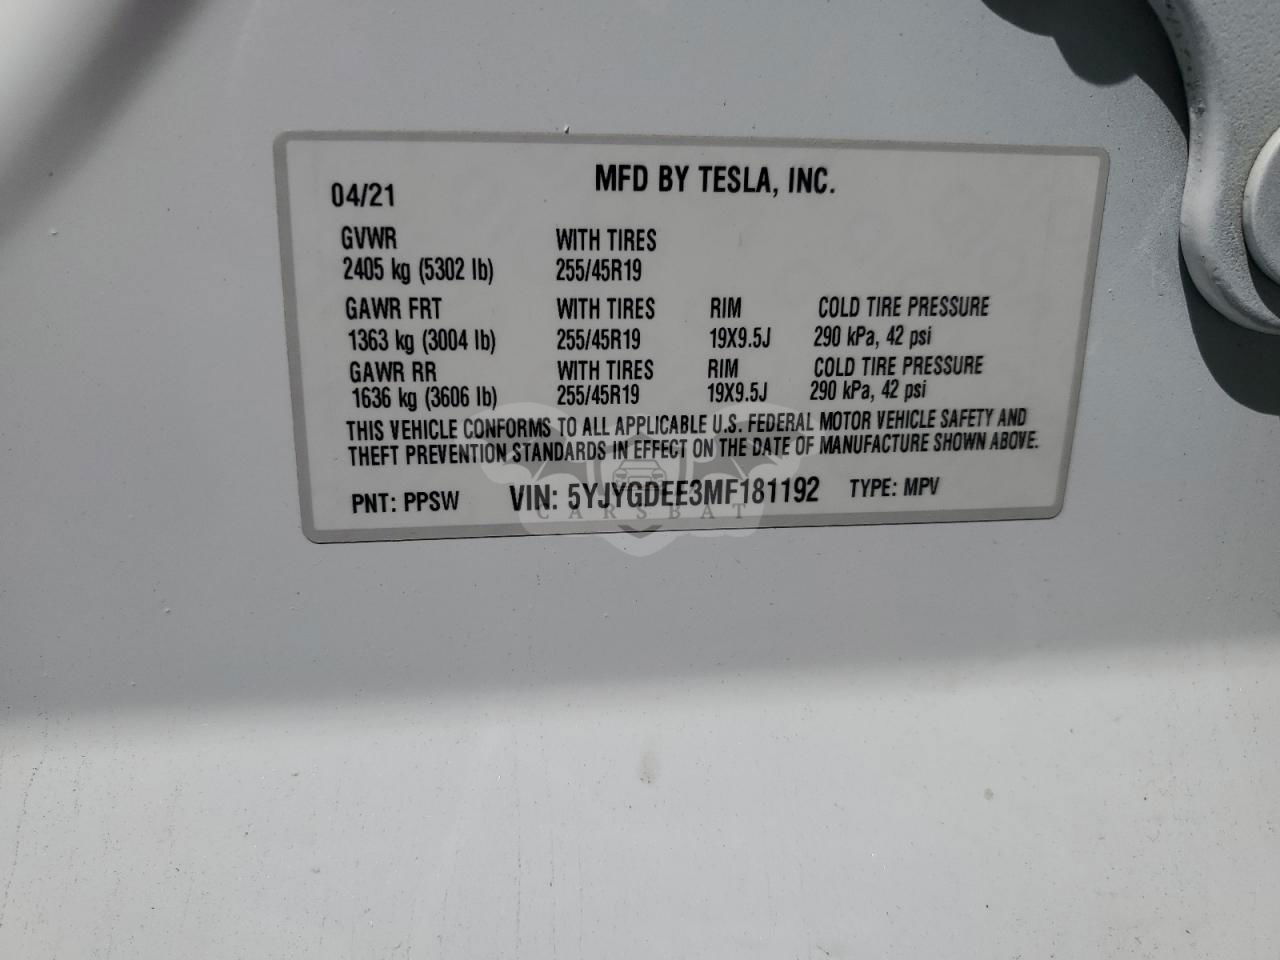 04/21 MFD BY TESLA, INC.
GVWR WITH TIRES
2405 kg (5302 lb) 255/45R19
GAWR FRT WITH TIRES RIM COLD TIRE PRESSURE
1363 kg (3004 lb) 255/45R19 19X9.5J 290 kPa, 42 psi
GAWR RR WITH TIRES RIM COLD TIRE PRESSURE
1636 kg (3606 lb) 255/45R19 19X9.5J 290 kPa, 42 psi
THIS VEHICLE CONFORMS TO ALL APPLICABLE U.S. FEDERAL MOTOR VEHICLE SAFETY AND
THEFT PREVENTION STANDARDS IN EFFECT ON THE DATE OF MANUFACTURE SHOWN ABOVE.
PNT: PPSW VIN: 5YJYGDEE3MF181192 TYPE: MPV
CARSBAT